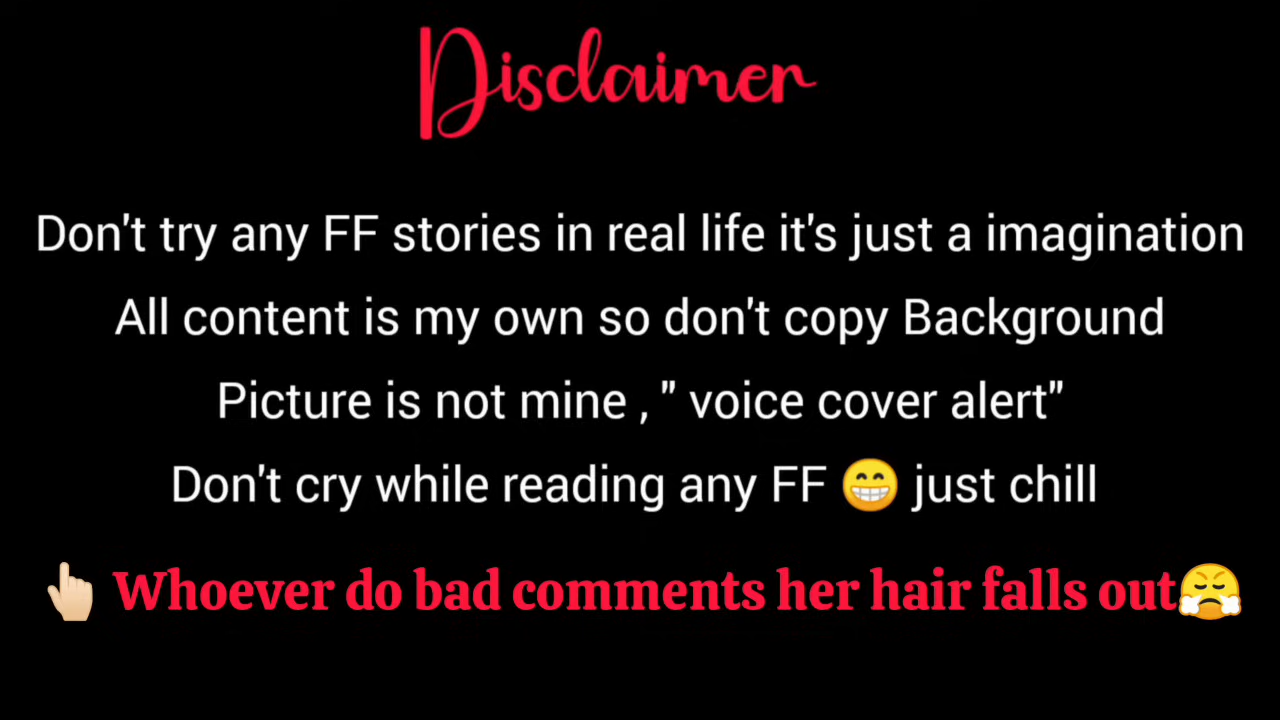 Disclaimer
Don't try any FF stories in real life it's just a imagination
All content is my own so don't copy Background
Picture is not mine , " voice cover alert"
Don't cry while reading any FF 😁 just chill
👆🏻 Whoever do bad comments her hair falls out😤